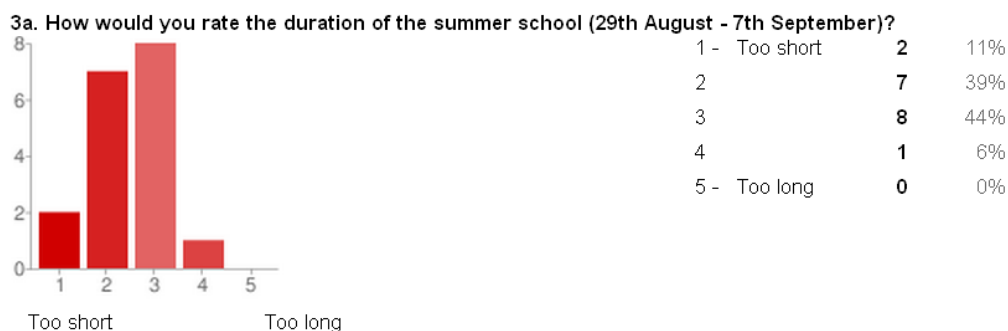 3a. How would you rate the duration of the summer school (29th August - 7th September)?
8
6
4
2
0
1 2 3 4 5
Too short Too long
1 - Too short 2 11%
2 7 39%
3 8 44%
4 1 6%
5 - Too long 0 0%